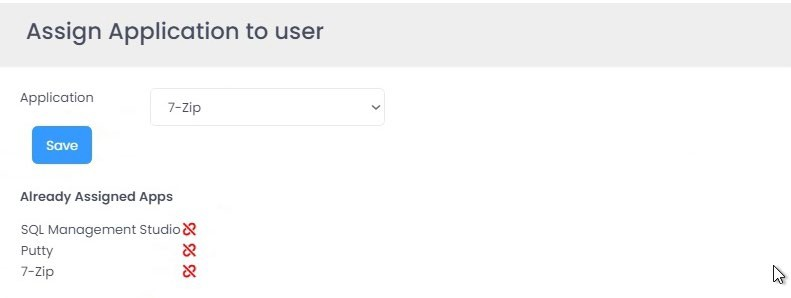 Assign Application to user
Application
7-Zip
Save
Already Assigned Apps
SQL Management Studio
Putty
7-Zip